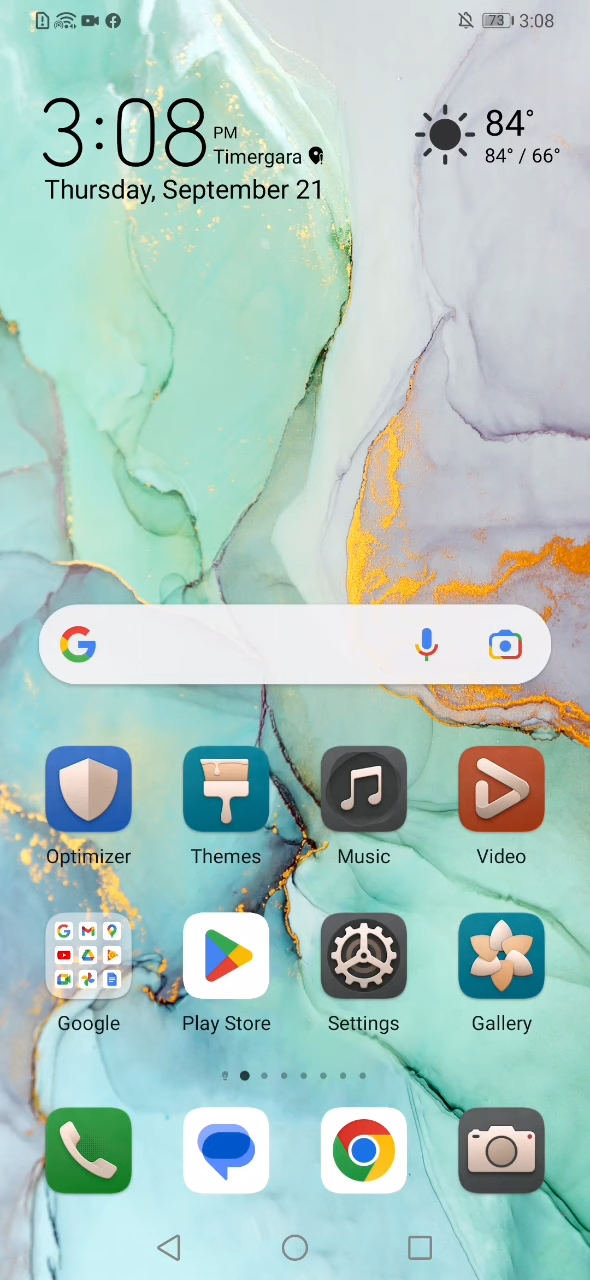 73 3:08
3:08 PM
Timergara
Thursday, September 21
84°
84° / 66°
Optimizer Themes Music Video
Google Play Store Settings Gallery